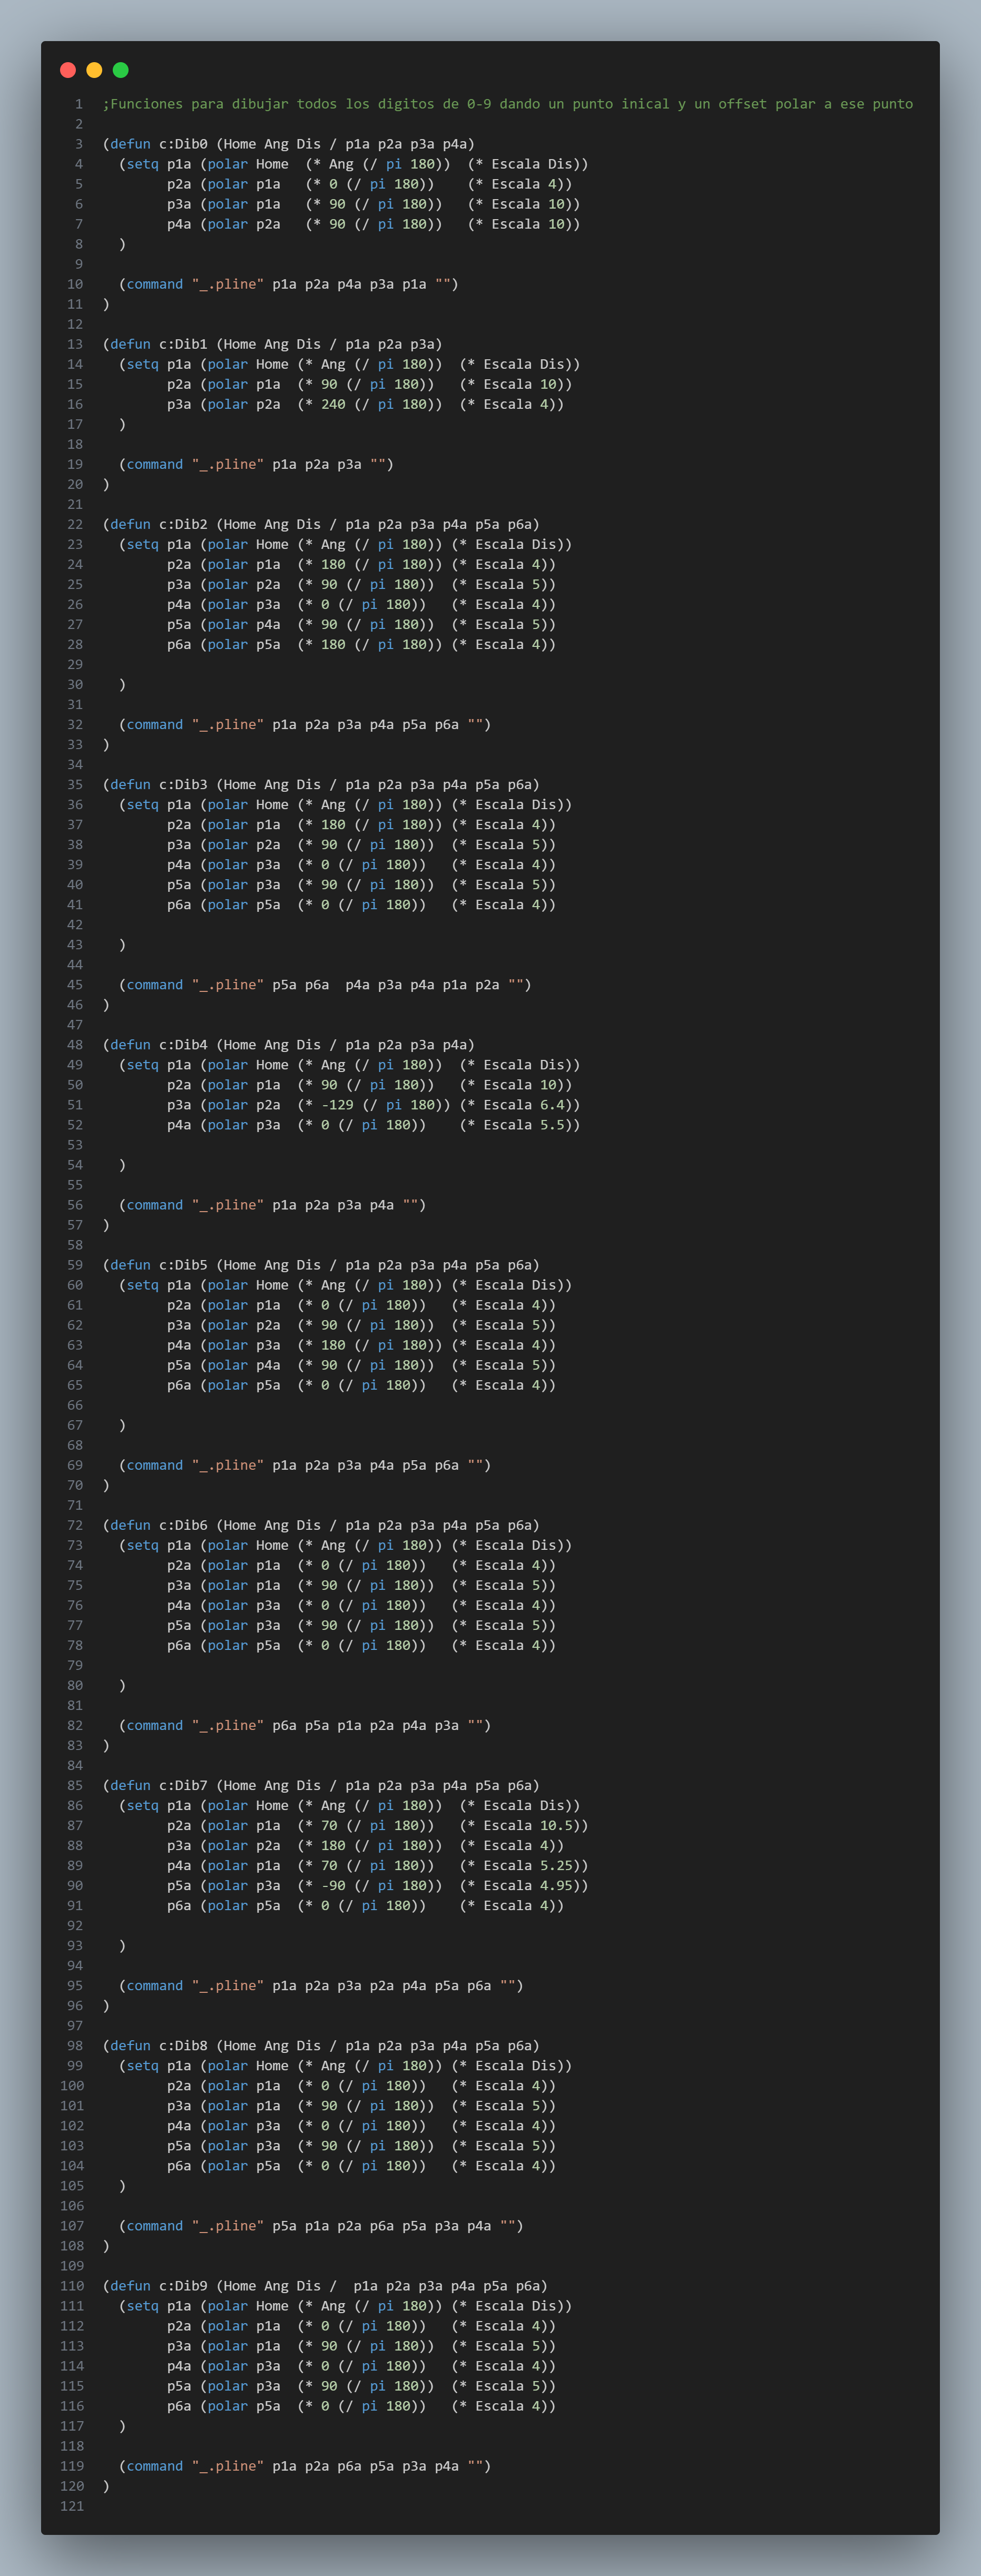 1 ;Funciones para dibujar todos los digitos de 0-9 dando un punto inical y un offset polar a ese punto
2
3 (defun c:Dib0 (Home Ang Dis / p1a p2a p3a p4a)
4   (setq p1a (polar Home  (* Ang (/ pi 180))  (* Escala Dis))
5         p2a (polar p1a   (* 0 (/ pi 180))    (* Escala 4))
6         p3a (polar p1a   (* 90 (/ pi 180))   (* Escala 10))
7         p4a (polar p2a   (* 90 (/ pi 180))   (* Escala 10))
8   )
9
10   (command "_.pline" p1a p2a p4a p3a p1a "")
11 )
12
13 (defun c:Dib1 (Home Ang Dis / p1a p2a p3a)
14   (setq p1a (polar Home (* Ang (/ pi 180))  (* Escala Dis))
15         p2a (polar p1a  (* 90 (/ pi 180))   (* Escala 10))
16         p3a (polar p2a  (* 240 (/ pi 180))  (* Escala 4))
17   )
18
19   (command "_.pline" p1a p2a p3a "")
20 )
21
22 (defun c:Dib2 (Home Ang Dis / p1a p2a p3a p4a p5a p6a)
23   (setq p1a (polar Home (* Ang (/ pi 180)) (* Escala Dis))
24         p2a (polar p1a  (* 180 (/ pi 180)) (* Escala 4))
25         p3a (polar p2a  (* 90 (/ pi 180))  (* Escala 5))
26         p4a (polar p3a  (* 0 (/ pi 180))   (* Escala 4))
27         p5a (polar p4a  (* 90 (/ pi 180))  (* Escala 5))
28         p6a (polar p5a  (* 180 (/ pi 180)) (* Escala 4))
29
30   )
31
32   (command "_.pline" p1a p2a p3a p4a p5a p6a "")
33 )
34
35 (defun c:Dib3 (Home Ang Dis / p1a p2a p3a p4a p5a p6a)
36   (setq p1a (polar Home (* Ang (/ pi 180)) (* Escala Dis))
37         p2a (polar p1a  (* 180 (/ pi 180)) (* Escala 4))
38         p3a (polar p2a  (* 90 (/ pi 180))  (* Escala 5))
39         p4a (polar p3a  (* 0 (/ pi 180))   (* Escala 4))
40         p5a (polar p3a  (* 90 (/ pi 180))  (* Escala 5))
41         p6a (polar p5a  (* 0 (/ pi 180))   (* Escala 4))
42
43   )
44
45   (command "_.pline" p5a p6a  p4a p3a p4a p1a p2a "")
46 )
47
48 (defun c:Dib4 (Home Ang Dis / p1a p2a p3a p4a)
49   (setq p1a (polar Home (* Ang (/ pi 180))  (* Escala Dis))
50         p2a (polar p1a  (* 90 (/ pi 180))   (* Escala 10))
51         p3a (polar p2a  (* -129 (/ pi 180)) (* Escala 6.4))
52         p4a (polar p3a  (* 0 (/ pi 180))    (* Escala 5.5))
53
54   )
55
56   (command "_.pline" p1a p2a p3a p4a "")
57 )
58
59 (defun c:Dib5 (Home Ang Dis / p1a p2a p3a p4a p5a p6a)
60   (setq p1a (polar Home (* Ang (/ pi 180)) (* Escala Dis))
61         p2a (polar p1a  (* 0 (/ pi 180))   (* Escala 4))
62         p3a (polar p2a  (* 90 (/ pi 180))  (* Escala 5))
63         p4a (polar p3a  (* 180 (/ pi 180)) (* Escala 4))
64         p5a (polar p4a  (* 90 (/ pi 180))  (* Escala 5))
65         p6a (polar p5a  (* 0 (/ pi 180))   (* Escala 4))
66
67   )
68
69   (command "_.pline" p1a p2a p3a p4a p5a p6a "")
70 )
71
72 (defun c:Dib6 (Home Ang Dis / p1a p2a p3a p4a p5a p6a)
73   (setq p1a (polar Home (* Ang (/ pi 180)) (* Escala Dis))
74         p2a (polar p1a  (* 0 (/ pi 180))   (* Escala 4))
75         p3a (polar p1a  (* 90 (/ pi 180))  (* Escala 5))
76         p4a (polar p3a  (* 0 (/ pi 180))   (* Escala 4))
77         p5a (polar p3a  (* 90 (/ pi 180))  (* Escala 5))
78         p6a (polar p5a  (* 0 (/ pi 180))   (* Escala 4))
79
80   )
81
82   (command "_.pline" p6a p5a p1a p2a p4a p3a "")
83 )
84
85 (defun c:Dib7 (Home Ang Dis / p1a p2a p3a p4a p5a p6a)
86   (setq p1a (polar Home (* Ang (/ pi 180))  (* Escala Dis))
87         p2a (polar p1a  (* 70 (/ pi 180))   (* Escala 10.5))
88         p3a (polar p2a  (* 180 (/ pi 180))  (* Escala 4))
89         p4a (polar p1a  (* 70 (/ pi 180))   (* Escala 5.25))
90         p5a (polar p3a  (* -90 (/ pi 180))  (* Escala 4.95))
91         p6a (polar p5a  (* 0 (/ pi 180))    (* Escala 4))
92
93   )
94
95   (command "_.pline" p1a p2a p3a p2a p4a p5a p6a "")
96 )
97
98 (defun c:Dib8 (Home Ang Dis / p1a p2a p3a p4a p5a p6a)
99   (setq p1a (polar Home (* Ang (/ pi 180)) (* Escala Dis))
100         p2a (polar p1a  (* 0 (/ pi 180))   (* Escala 4))
101         p3a (polar p1a  (* 90 (/ pi 180))  (* Escala 5))
102         p4a (polar p3a  (* 0 (/ pi 180))   (* Escala 4))
103         p5a (polar p3a  (* 90 (/ pi 180))  (* Escala 5))
104         p6a (polar p5a  (* 0 (/ pi 180))   (* Escala 4))
105   )
106
107   (command "_.pline" p5a p1a p2a p6a p5a p3a p4a "")
108 )
109
110 (defun c:Dib9 (Home Ang Dis /  p1a p2a p3a p4a p5a p6a)
111   (setq p1a (polar Home (* Ang (/ pi 180)) (* Escala Dis))
112         p2a (polar p1a  (* 0 (/ pi 180))   (* Escala 4))
113         p3a (polar p1a  (* 90 (/ pi 180))  (* Escala 5))
114         p4a (polar p3a  (* 0 (/ pi 180))   (* Escala 4))
115         p5a (polar p3a  (* 90 (/ pi 180))  (* Escala 5))
116         p6a (polar p5a  (* 0 (/ pi 180))   (* Escala 4))
117   )
118
119   (command "_.pline" p1a p2a p6a p5a p3a p4a "")
120 )
121